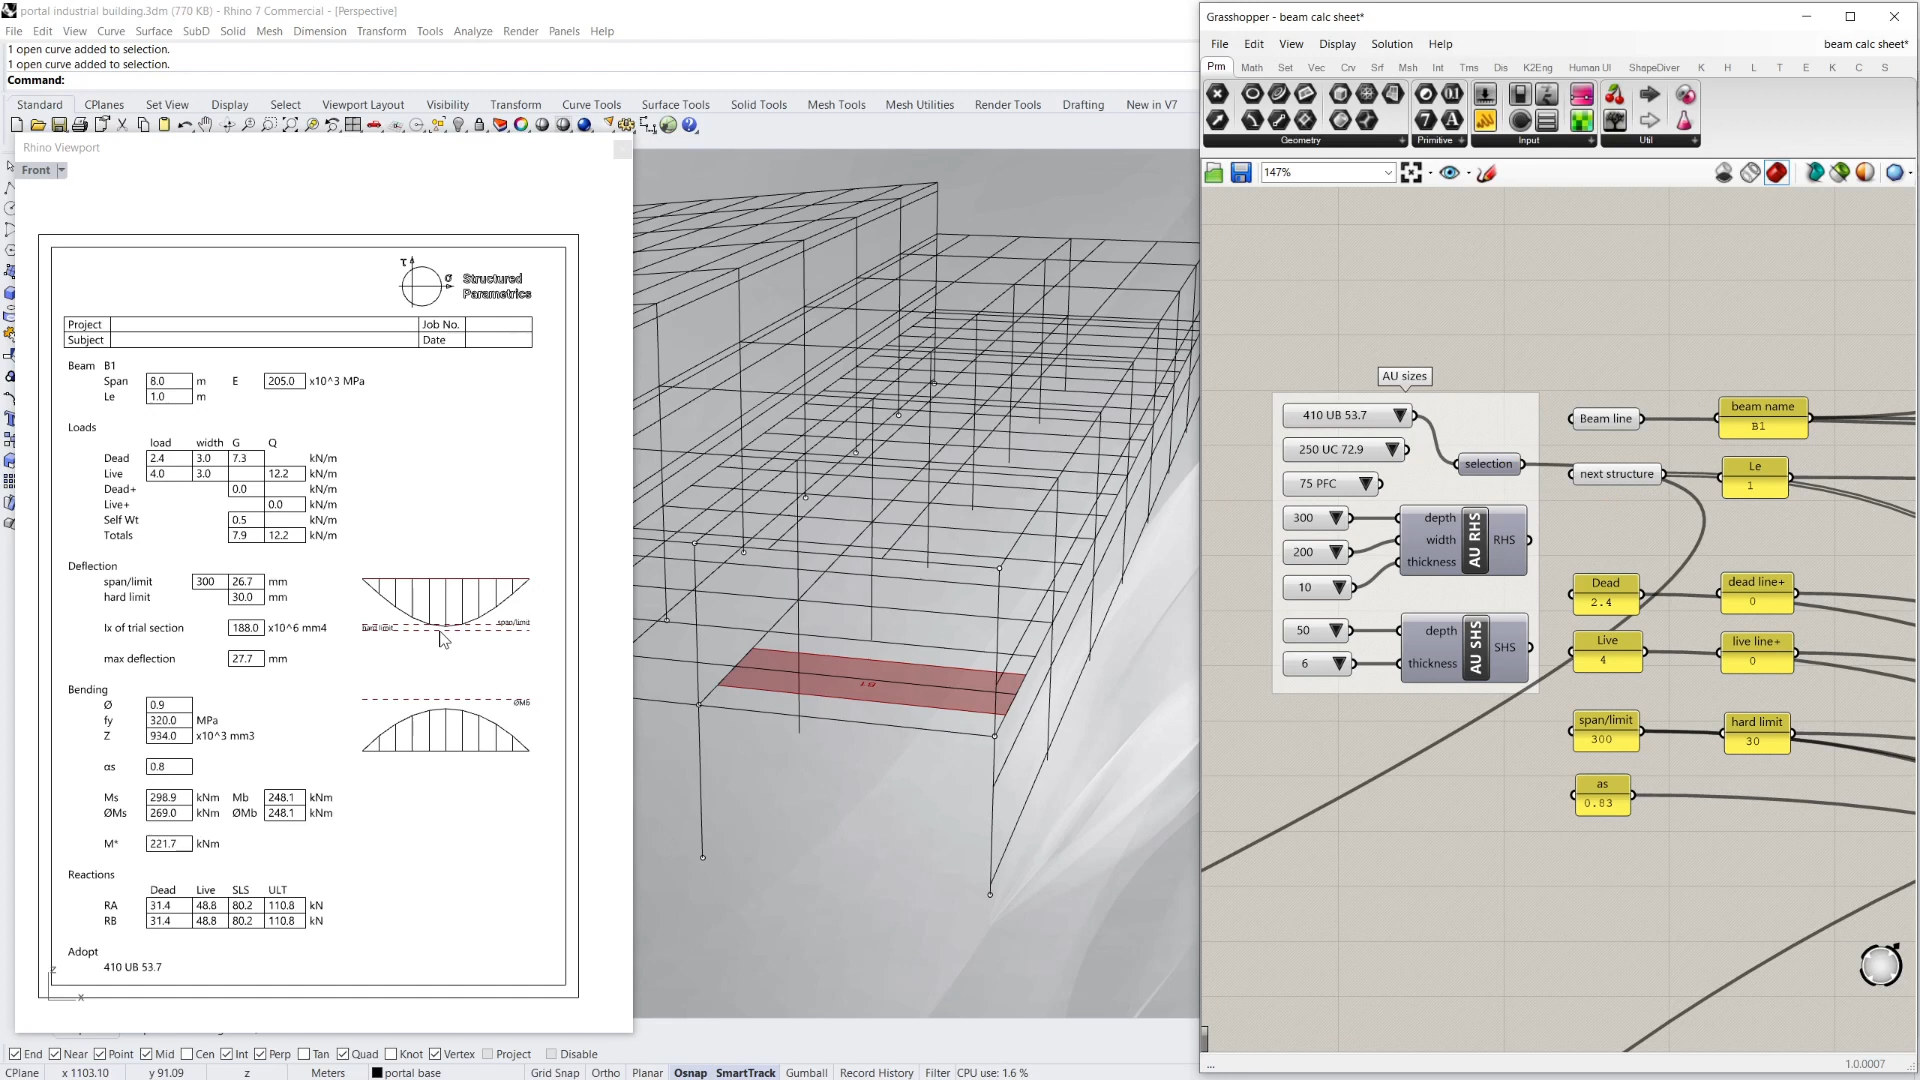 portal industrial building.3dm (770 KB) - Rhino 7 Commercial - [Perspective]
File Edit View Curve Surface SubD Solid Mesh Dimension Transform Tools Analyze Render Panels Help
1 open curve added to selection.
1 open curve added to selection.
Command:
Standard CPlanes Set View Display Select Viewport Layout Visibility Transform Curve Tools Surface Tools Solid Tools Mesh Tools Mesh Utilities Render Tools Drafting New in V7
Rhino Viewport
Front
τ
σ
Structured
Parametrics
Project Job No.
Subject Date
Beam B1
Span 8.0 m E 205.0 x10^3 MPa
Le 1.0 m
Loads
load width G Q
Dead 2.4 3.0 7.3 kN/m
Live 4.0 3.0 12.2 kN/m
Dead+ 0.0 kN/m
Live+ 0.0 kN/m
Self Wt 0.5 kN/m
Totals 7.9 12.2 kN/m
Deflection
span/limit 300 26.7 mm
hard limit 30.0 mm
span/limit
hard limit
Ix of trial section 188.0 x10^6 mm4
max deflection 27.7 mm
Bending
Ø 0.9
ØMb
fy 320.0 MPa
Z 934.0 x10^3 mm3
αs 0.8
Ms 298.9 kNm Mb 248.1 kNm
ØMs 269.0 kNm ØMb 248.1 kNm
M* 221.7 kNm
Reactions
Dead Live SLS ULT
RA 31.4 48.8 80.2 110.8 kN
RB 31.4 48.8 80.2 110.8 kN
Adopt
410 UB 53.7
z
x
B1
End Near Point Mid Cen Int Perp Tan Quad Knot Vertex Project Disable
CPlane x 1103.10 y 91.09 z Meters portal base Grid Snap Ortho Planar Osnap SmartTrack Gumball Record History Filter CPU use: 1.6 %
Grasshopper - beam calc sheet*
File Edit View Display Solution Help beam calc sheet*
Prm Math Set Vec Crv Srf Msh Int Trns Dis K2Eng Human UI ShapeDiver K H L T E K C S
Geometry Primitive Input Util
147%
AU sizes
410 UB 53.7
250 UC 72.9
75 PFC
selection
300
200
10
depth
width
thickness
AU RHS
RHS
50
6
depth
thickness
AU SHS
SHS
Beam line
beam name
B1
next structure
Le
1
Dead
2.4
dead line+
0
Live
4
live line+
0
span/limit
300
hard limit
30
as
0.83
...
1.0.0007